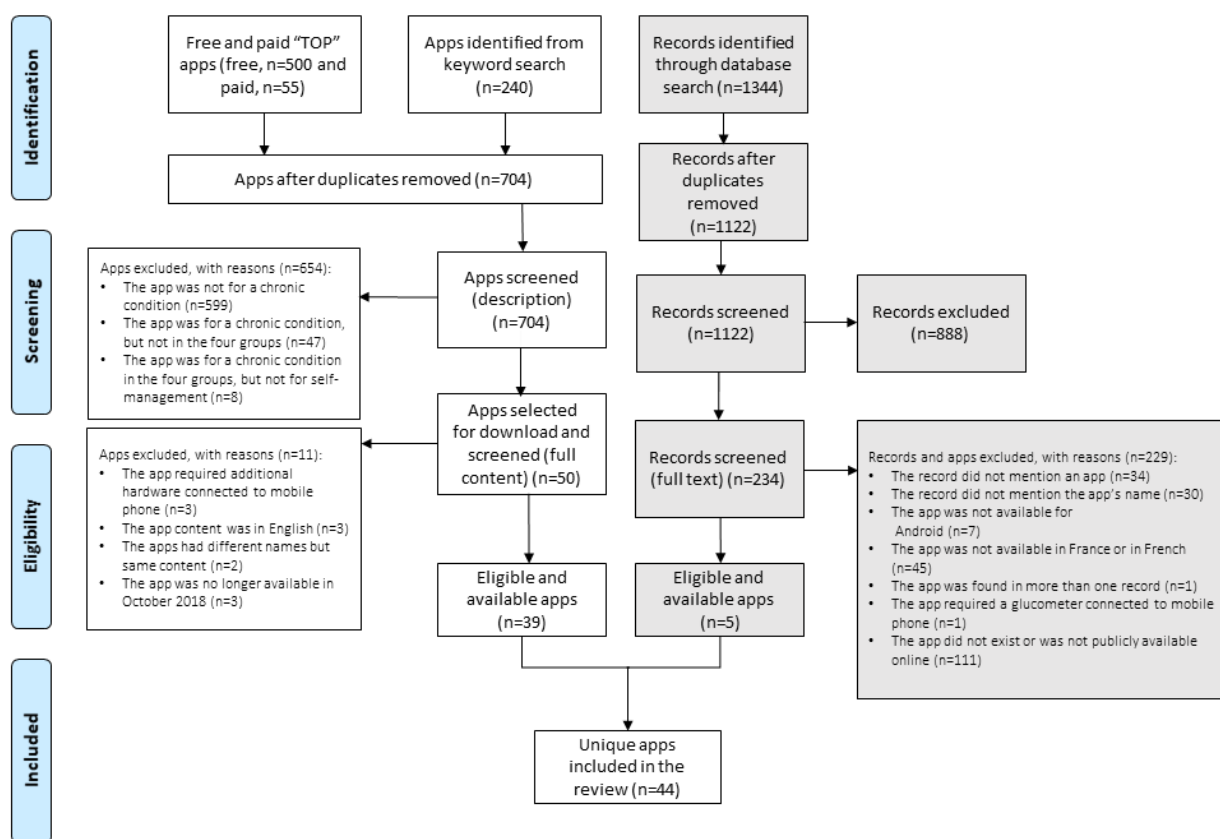 Identification
Free and paid “TOP”
apps (free, n=500 and
paid, n=55)
Apps identified from
keyword search
(n=240)
Records identified
through database
search (n=1344)
Apps after duplicates removed (n=704)
Records after
duplicates
removed
(n=1122)
Screening
Apps excluded, with reasons (n=654):
• The app was not for a chronic
condition (n=599)
• The app was for a chronic condition,
but not in the four groups (n=47)
• The app was for a chronic condition
in the four groups, but not for self-
management (n=8)
Apps screened
(description)
(n=704)
Records screened
(n=1122)
Records excluded
(n=888)
Eligibility
Apps excluded, with reasons (n=11):
• The app required additional
hardware connected to mobile
phone (n=3)
• The app content was in English (n=3)
• The apps had different names but
same content (n=2)
• The app was no longer available in
October 2018 (n=3)
Apps selected
for download and
screened (full
content) (n=50)
Records screened
(full text) (n=234)
Records and apps excluded, with reasons (n=229):
• The record did not mention an app (n=34)
• The record did not mention the app’s name (n=30)
• The app was not available for
Android (n=7)
• The app was not available in France or in French
(n=45)
• The app was found in more than one record (n=1)
• The app required a glucometer connected to mobile
phone (n=1)
• The app did not exist or was not publicly available
online (n=111)
Eligible and
available apps
(n=39)
Eligible and
available apps
(n=5)
Included
Unique apps
included in the
review (n=44)